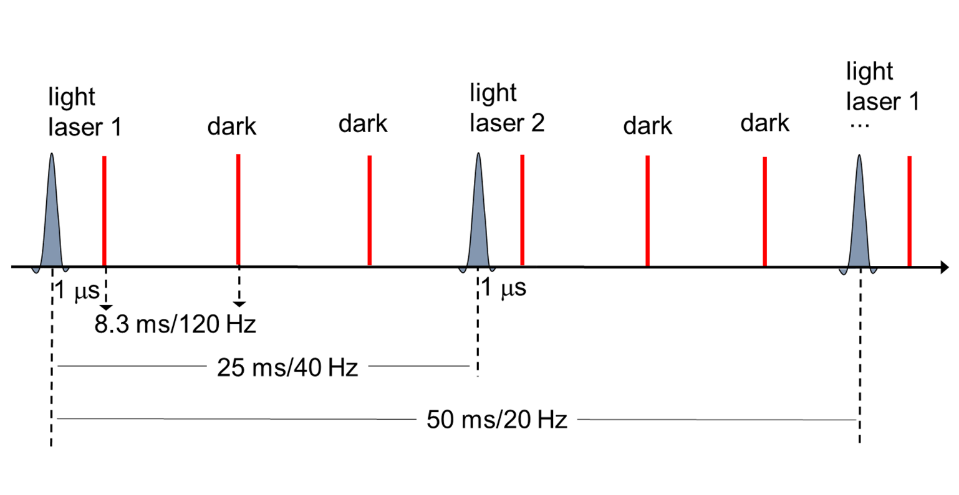 light
laser 1
dark
dark
light
laser 2
dark
dark
light
laser 1
...
1 μs
1 μs
8.3 ms/120 Hz
25 ms/40 Hz
50 ms/20 Hz